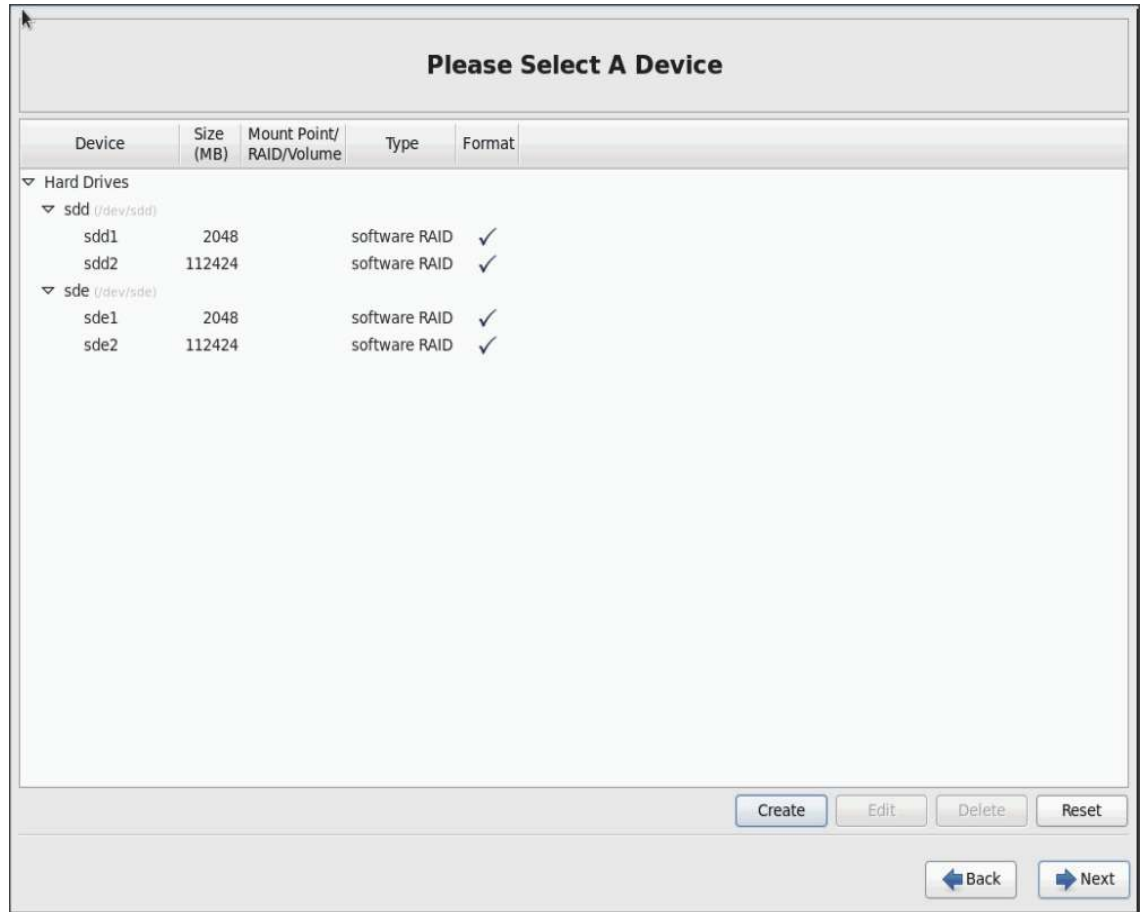 Please Select A Device
Device Size (MB) Mount Point/ RAID/Volume Type Format
Hard Drives
sdd (/dev/sdd)
sdd1 2048 software RAID
sdd2 112424 software RAID
sde (/dev/sde)
sde1 2048 software RAID
sde2 112424 software RAID
Create Edit Delete Reset
Back Next